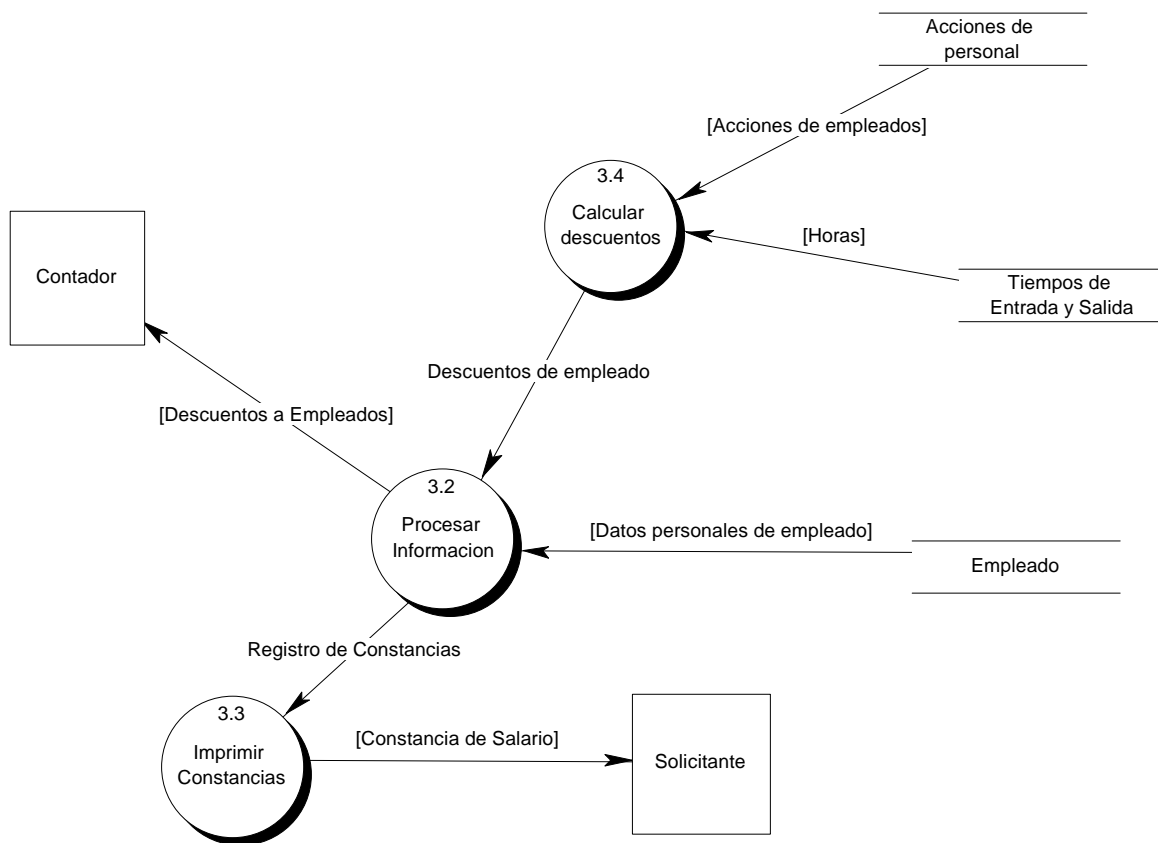 Acciones de
personal
[Acciones de empleados]
3.4
Calcular
descuentos
[Horas]
Tiempos de
Entrada y Salida
Contador
Descuentos de empleado
[Descuentos a Empleados]
3.2
Procesar
Informacion
[Datos personales de empleado]
Empleado
Registro de Constancias
3.3
Imprimir
Constancias
[Constancia de Salario]
Solicitante